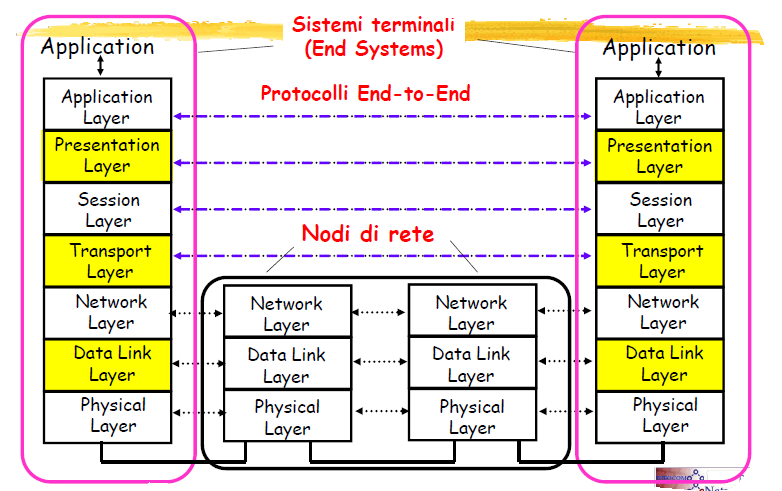 Sistemi terminali
(End Systems)
Application
Application
Protocolli End-to-End
Application
Layer
Presentation
Layer
Session
Layer
Transport
Layer
Network
Layer
Data Link
Layer
Physical
Layer
Nodi di rete
Network
Layer
Data Link
Layer
Physical
Layer
Network
Layer
Data Link
Layer
Physical
Layer
Application
Layer
Presentation
Layer
Session
Layer
Transport
Layer
Network
Layer
Data Link
Layer
Physical
Layer